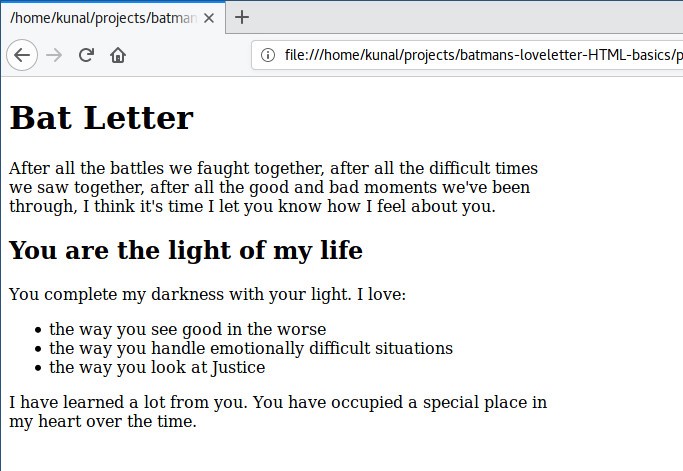 /home/kunal/projects/batman
file:///home/kunal/projects/batmans-loveletter-HTML-basics/p
Bat Letter
After all the battles we faught together, after all the difficult times
we saw together, after all the good and bad moments we've been
through, I think it's time I let you know how I feel about you.
You are the light of my life
You complete my darkness with your light. I love:
• the way you see good in the worse
• the way you handle emotionally difficult situations
• the way you look at Justice
I have learned a lot from you. You have occupied a special place in
my heart over the time.